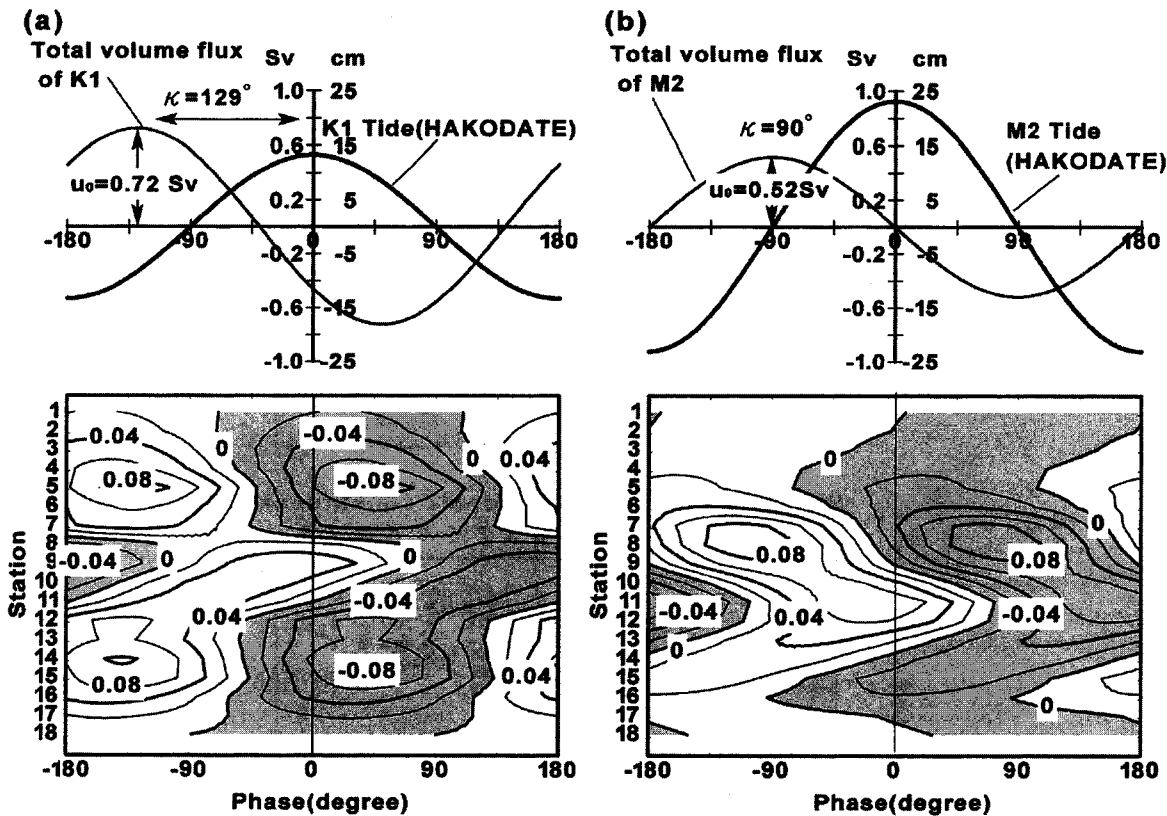 (a)
Total volume flux
of K1
Sv cm
κ=129°
1.0 25
K1 Tide(HAKODATE)
0.6 15
u₀=0.72 Sv
0.2 5
-180 -90 0 90 180
-0.2 -5
-0.6 -15
-1.0 -25
(b)
Total volume flux
of M2
Sv cm
κ=90°
1.0 25
M2 Tide
(HAKODATE)
0.6 15
u₀=0.52Sv
0.2 5
-180 -90 0 90 180
-0.2 -5
-0.6 -15
-1.0 -25
Station
1
2
3
4
5
6
7
8
9
10
11
12
13
14
15
16
17
18
0.04 0 -0.04 0 0.04
0.08 -0.08
-0.04 0 0
-0.04
0.04
0.08 -0.08 0.04
-180 -90 0 90 180
Phase(degree)
Station
1
2
3
4
5
6
7
8
9
10
11
12
13
14
15
16
17
18
0
0
0.08 0.08
-0.04 0.04 -0.04
0
0
-180 -90 0 90 180
Phase(degree)